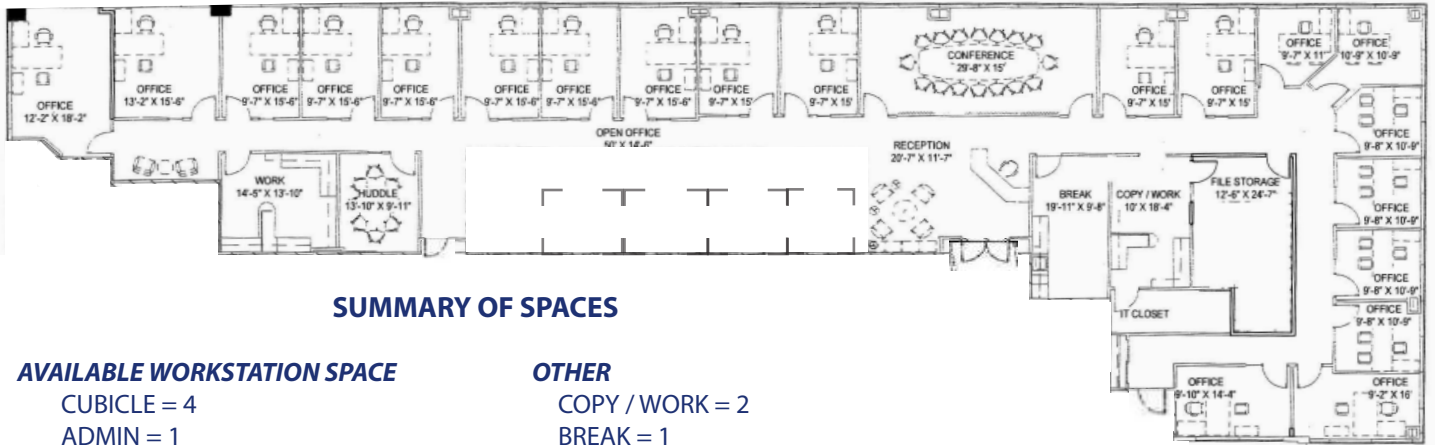 OFFICE
12'-2" X 18'-2"
OFFICE
13'-2" X 15'-6"
OFFICE
9'-7" X 15'-6"
OFFICE
9'-7" X 15'-6"
OFFICE
9'-7" X 15'-6"
OFFICE
9'-7" X 15'-6"
OFFICE
9'-7" X 15'-6"
OFFICE
9'-7" X 15'-6"
OFFICE
9'-7" X 15'
OFFICE
9'-7" X 15'
CONFERENCE
29'-8" X 15'
OFFICE
9'-7" X 15'
OFFICE
9'-7" X 15'
OFFICE
9'-7" X 11'
OFFICE
10'-9" X 10'-9"
OPEN OFFICE
50' X 14'-6"
RECEPTION
20'-7" X 11'-7"
WORK
14'-5" X 13'-10"
HUDDLE
13'-10" X 9'-11"
BREAK
19'-11" X 9'-8"
COPY / WORK
10' X 18'-4"
FILE STORAGE
12'-6" X 24'-7"
OFFICE
9'-8" X 10'-9"
OFFICE
9'-8" X 10'-9"
OFFICE
9'-8" X 10'-9"
OFFICE
9'-8" X 10'-9"
IT CLOSET
OFFICE
9'-10" X 14'-4"
OFFICE
9'-2" X 16'
SUMMARY OF SPACES
AVAILABLE WORKSTATION SPACE
CUBICLE = 4
ADMIN = 1
OTHER
COPY / WORK = 2
BREAK = 1